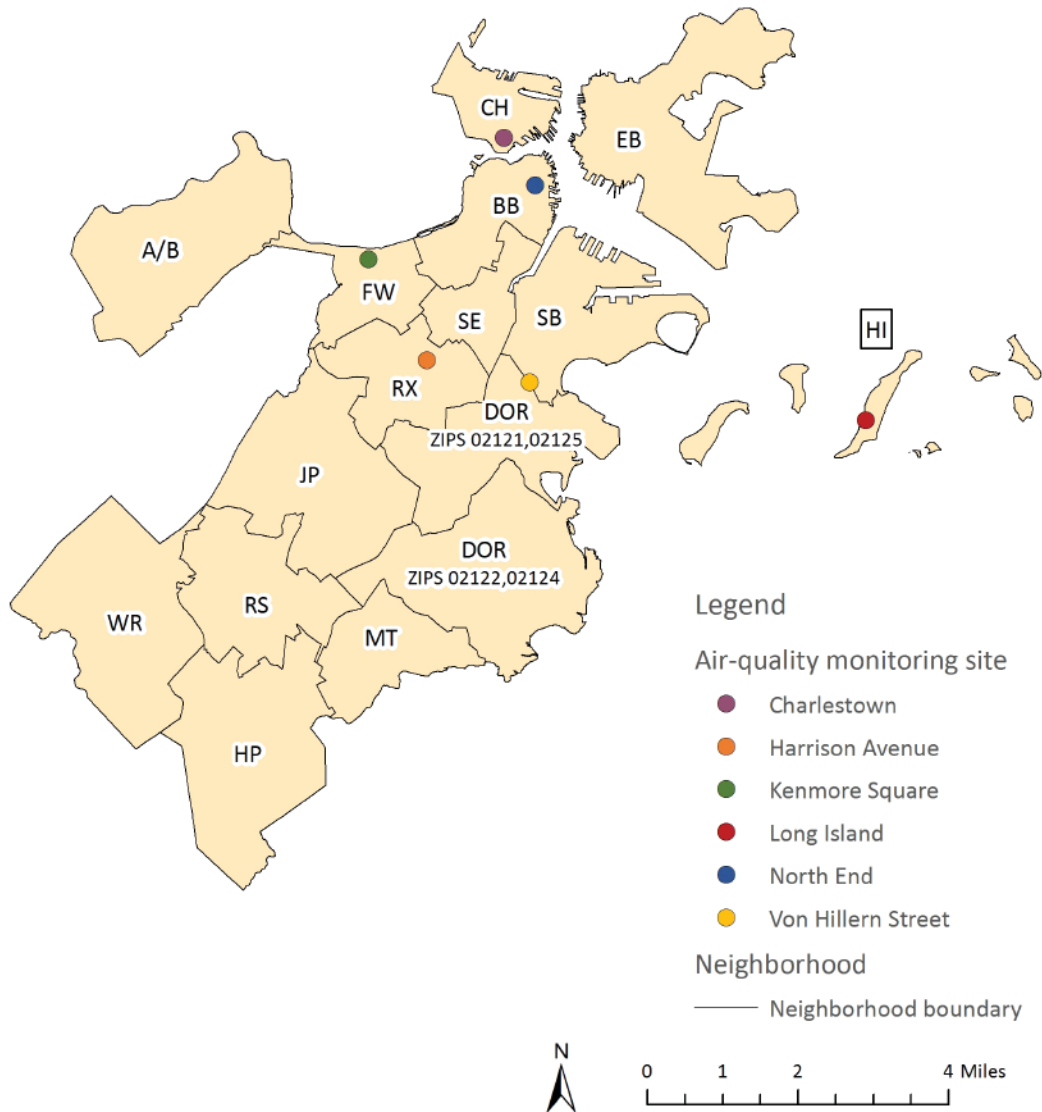 CH
EB
BB
A/B
FW
SE
SB
HI
RX
DOR
ZIPS 02121,02125
JP
DOR
ZIPS 02122,02124
RS
WR
MT
HP
Legend
Air-quality monitoring site
Charlestown
Harrison Avenue
Kenmore Square
Long Island
North End
Von Hillern Street
Neighborhood
Neighborhood boundary
N
0 1 2 4 Miles